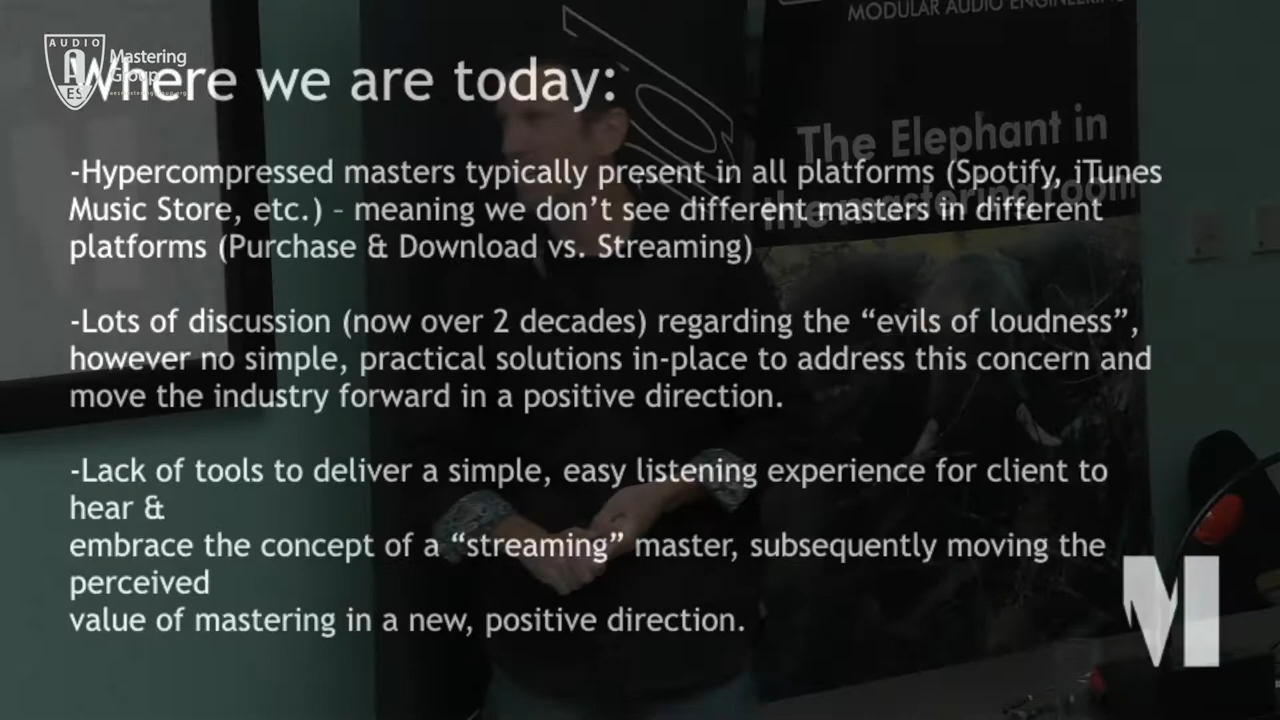 MODULAR AUDIO ENGINEERING
AUDIO
AES
Mastering
Group
Where we are today:
The Elephant in
the mastering room
-Hypercompressed masters typically present in all platforms (Spotify, iTunes
Music Store, etc.) – meaning we don’t see different masters in different
platforms (Purchase & Download vs. Streaming)
-Lots of discussion (now over 2 decades) regarding the “evils of loudness”,
however no simple, practical solutions in-place to address this concern and
move the industry forward in a positive direction.
-Lack of tools to deliver a simple, easy listening experience for client to
hear &
embrace the concept of a “streaming” master, subsequently moving the
perceived
value of mastering in a new, positive direction.
M